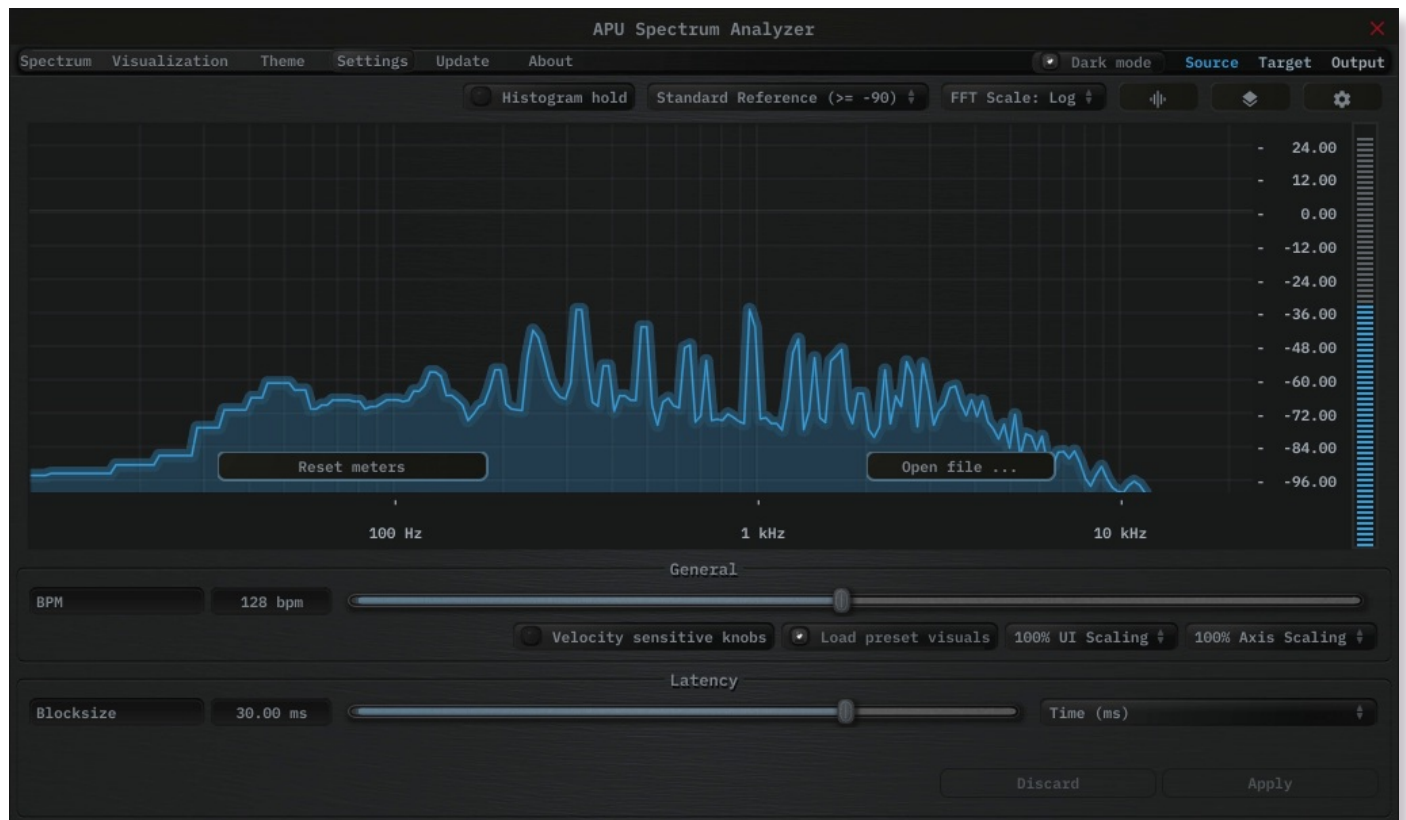 APU Spectrum Analyzer
Spectrum Visualization Theme Settings Update About Dark mode Source Target Output
Histogram hold Standard Reference (>= -90) FFT Scale: Log
24.00
12.00
0.00
-12.00
-24.00
-36.00
-48.00
-60.00
-72.00
-84.00
-96.00
Reset meters Open file ...
100 Hz 1 kHz 10 kHz
General
BPM 128 bpm
Velocity sensitive knobs Load preset visuals 100% UI Scaling 100% Axis Scaling
Latency
Blocksize 30.00 ms Time (ms)
Discard Apply